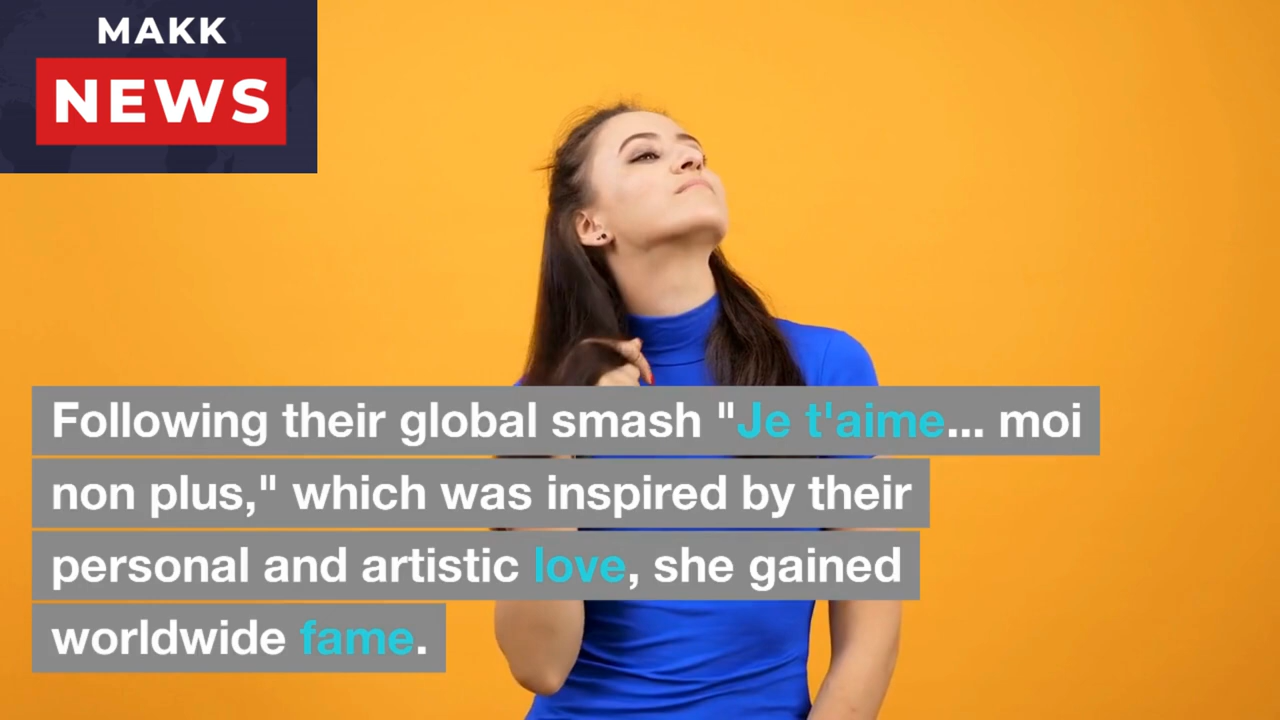 MAKK
NEWS
Following their global smash "Je t'aime... moi
non plus," which was inspired by their
personal and artistic love, she gained
worldwide fame.